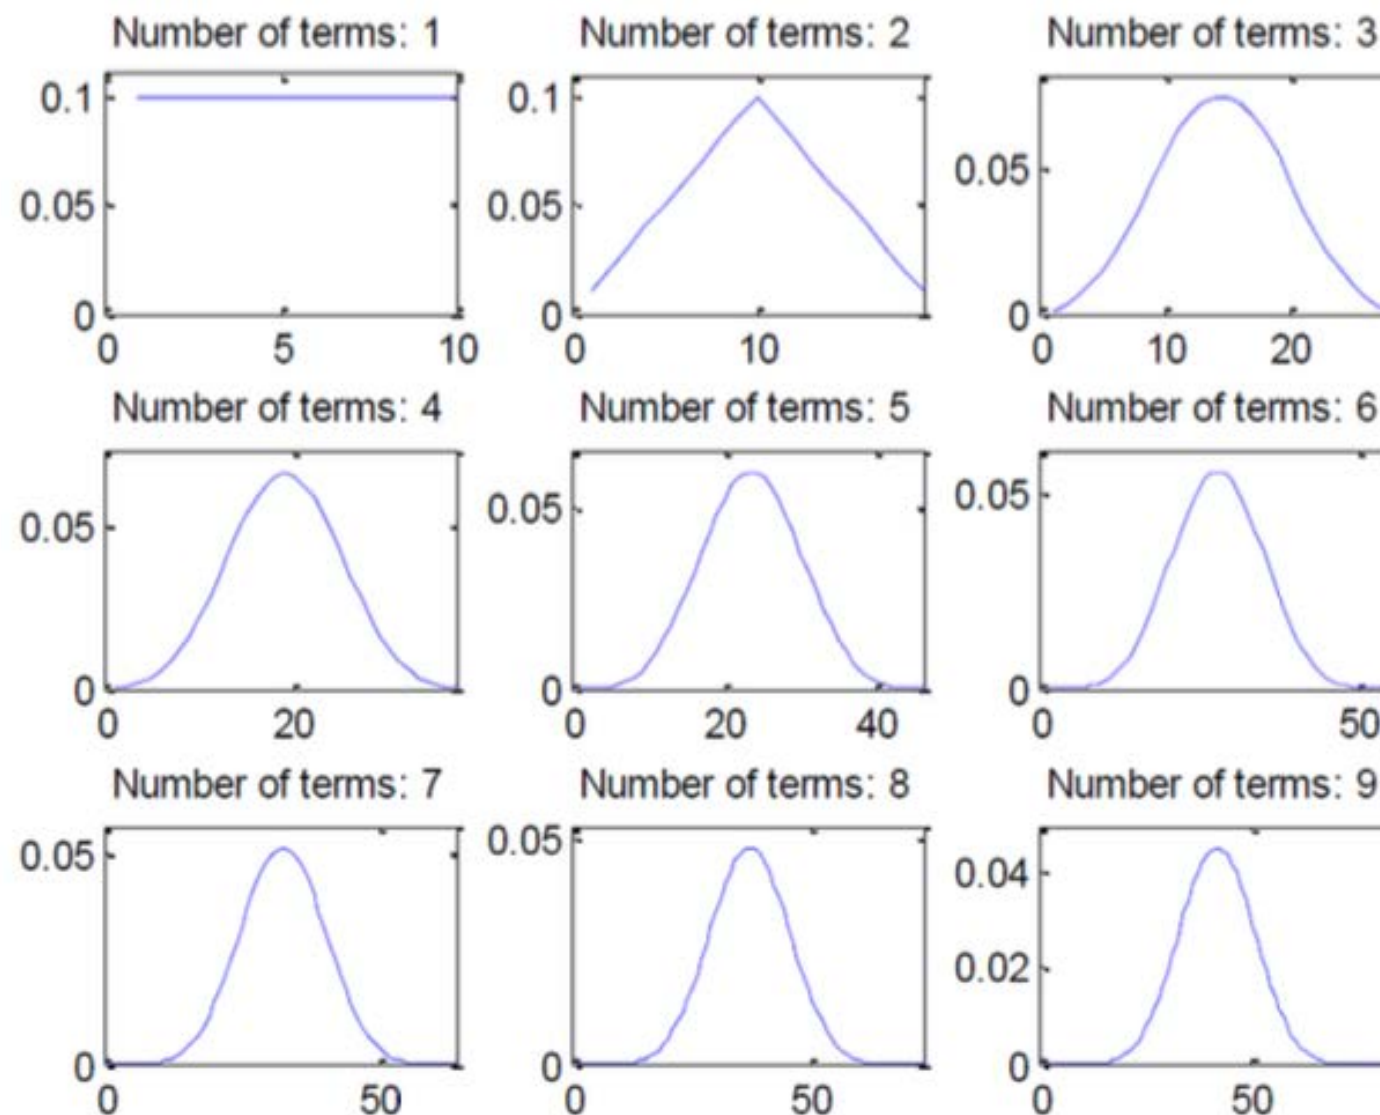 Number of terms: 1
0.1
0.05
0
0 5 10
Number of terms: 2
0.1
0.05
0
0 10
Number of terms: 3
0.05
0
0 10 20
Number of terms: 4
0.05
0
0 20
Number of terms: 5
0.05
0
0 20 40
Number of terms: 6
0.05
0
0 50
Number of terms: 7
0.05
0
0 50
Number of terms: 8
0.05
0
0 50
Number of terms: 9
0.04
0.02
0
0 50